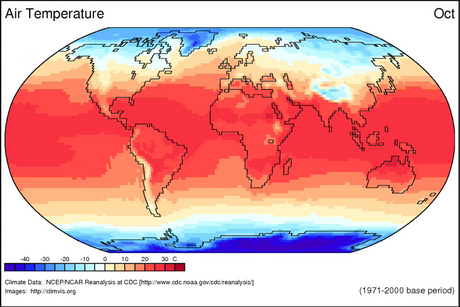 Air Temperature
Oct
-40 -30 -20 -10 0 10 20 30 C
Climate Data: NCEP/NCAR Reanalysis at CDC [http://www.cdc.noaa.gov/cdc/reanalysis/]
Images: http://climvis.org
(1971-2000 base period)